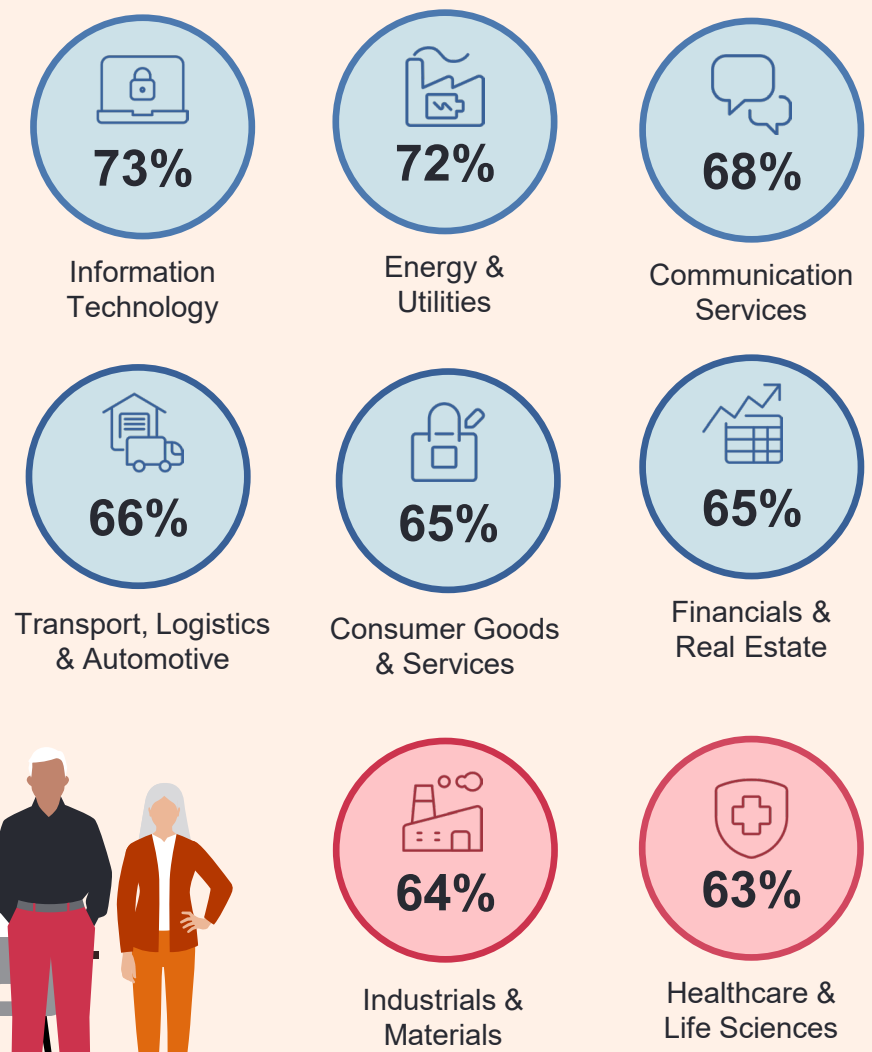 73%
Information
Technology
72%
Energy &
Utilities
68%
Communication
Services
66%
Transport, Logistics
& Automotive
65%
Consumer Goods
& Services
65%
Financials &
Real Estate
64%
Industrials &
Materials
63%
Healthcare &
Life Sciences